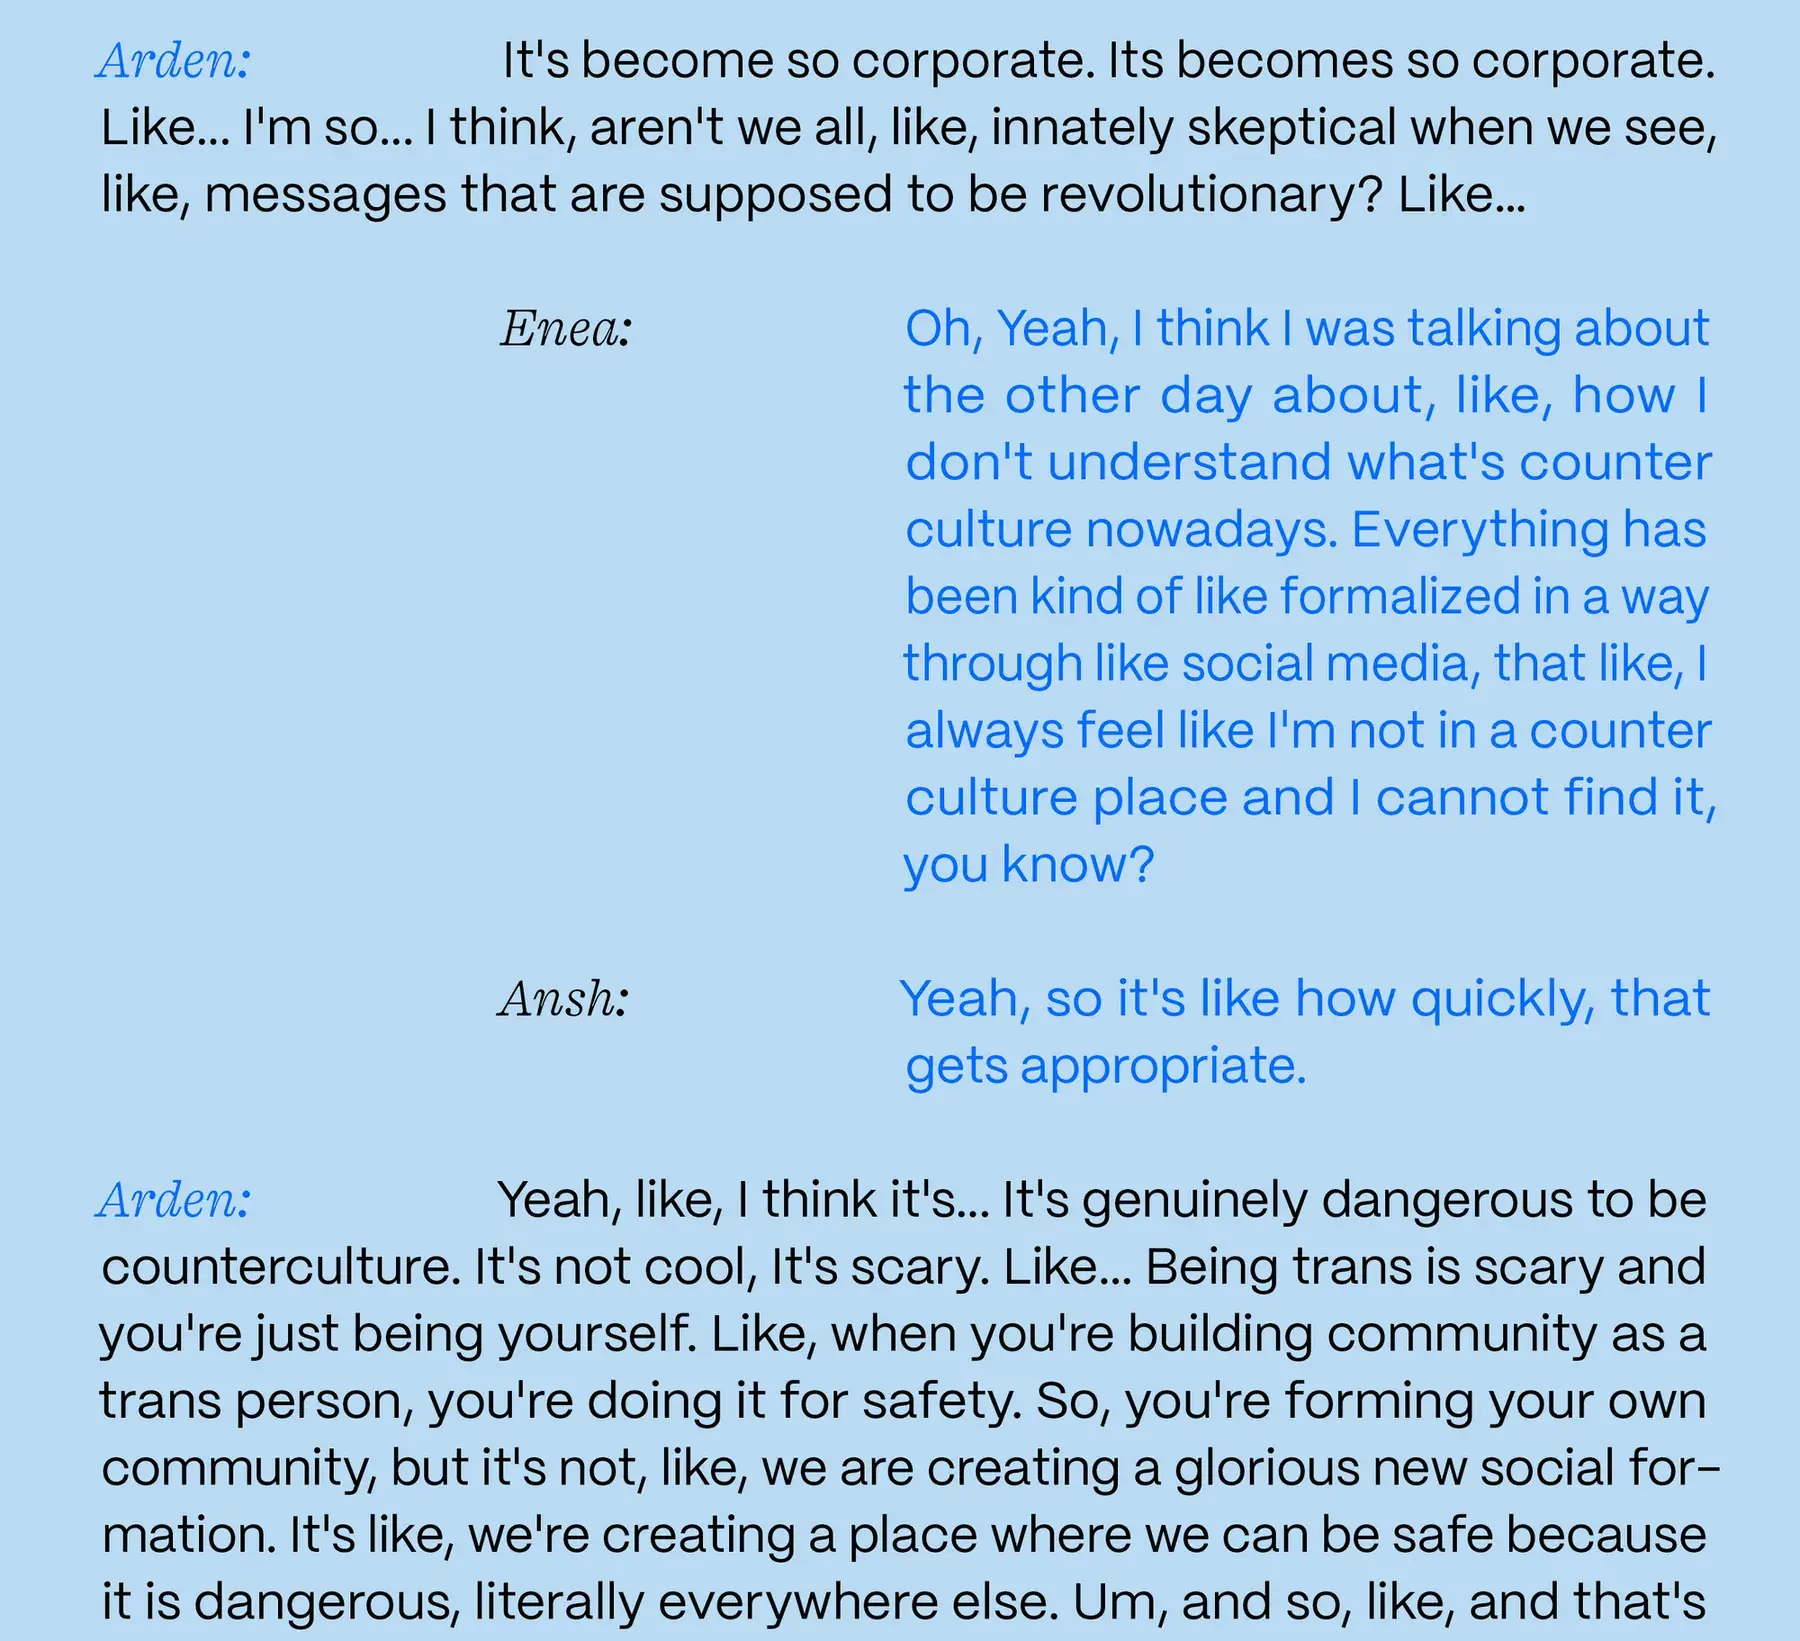 Arden: It's become so corporate. Its becomes so corporate.
Like... I'm so... I think, aren't we all, like, innately skeptical when we see,
like, messages that are supposed to be revolutionary? Like...
Enea: Oh, Yeah, I think I was talking about
the other day about, like, how I
don't understand what's counter
culture nowadays. Everything has
been kind of like formalized in a way
through like social media, that like, I
always feel like I'm not in a counter
culture place and I cannot find it,
you know?
Ansh: Yeah, so it's like how quickly, that
gets appropriate.
Arden: Yeah, like, I think it's... It's genuinely dangerous to be
counterculture. It's not cool, It's scary. Like... Being trans is scary and
you're just being yourself. Like, when you're building community as a
trans person, you're doing it for safety. So, you're forming your own
community, but it's not, like, we are creating a glorious new social for-
mation. It's like, we're creating a place where we can be safe because
it is dangerous, literally everywhere else. Um, and so, like, and that's